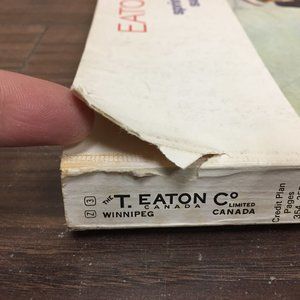 EATON
THE T. EATON Co
CANADA LIMITED
WINNIPEG CANADA
Credit Plan
Pages